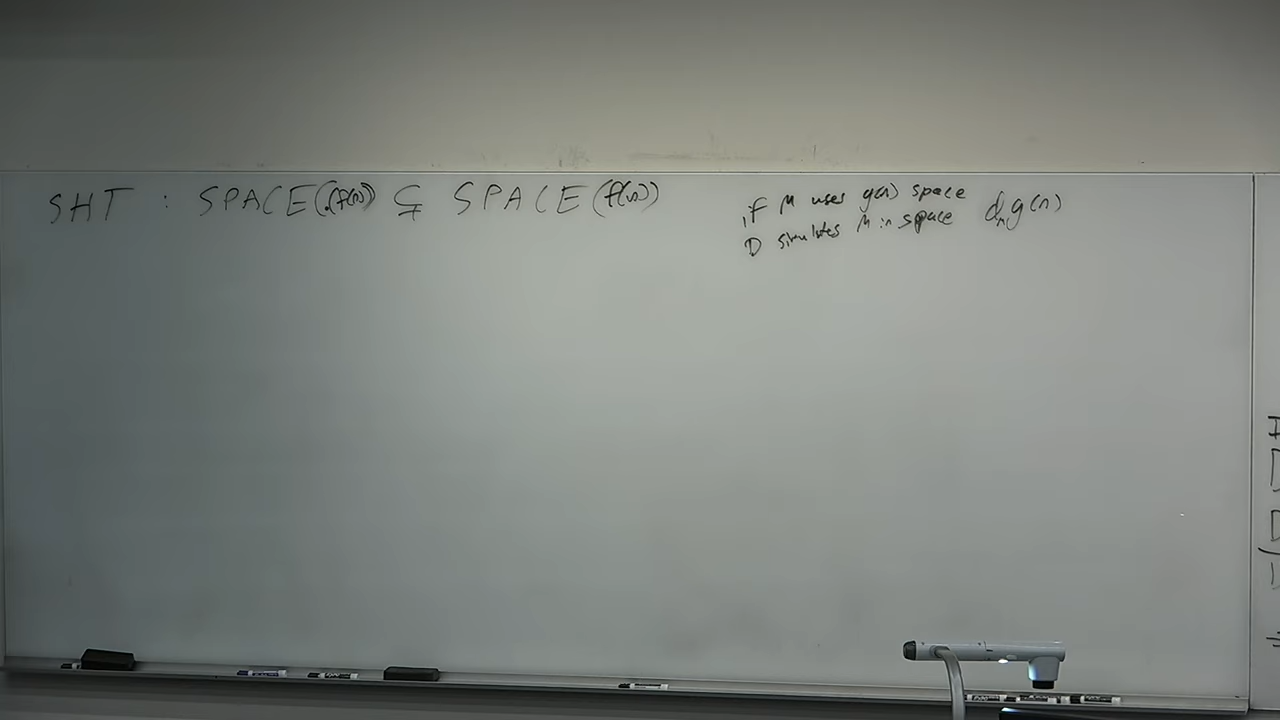 SHT : SPACE(o(f(n))) ⊊ SPACE(f(n))
if M uses g(n) space
D simulates M in space d_M g(n)